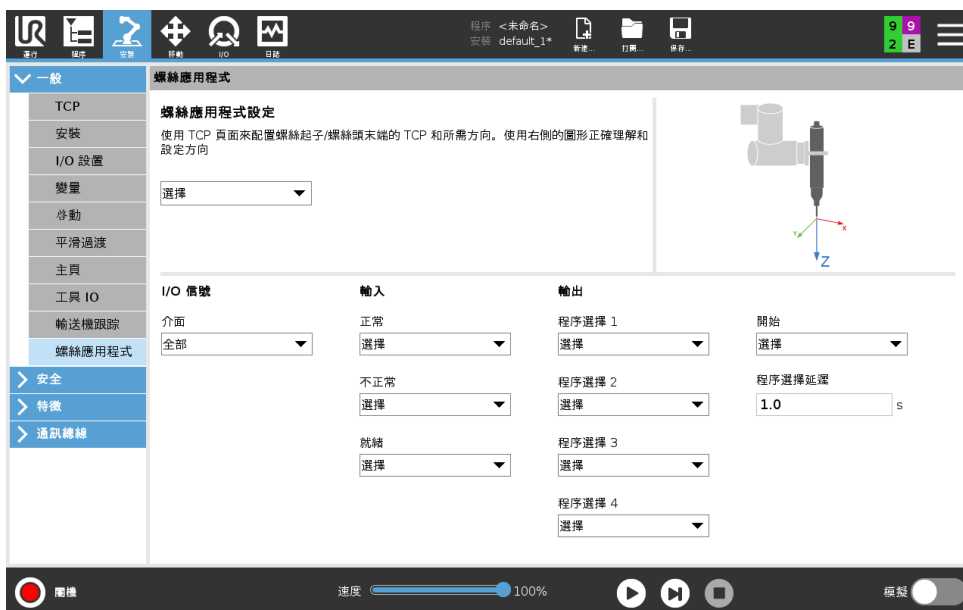 UR
運行
程序
安裝
移動
I/O
日誌
程序 <未命名>
安裝 default_1*
新建...
打開...
保存...
9 9
2 E
一般
TCP
安裝
I/O 設置
變量
啓動
平滑過渡
主頁
工具 IO
輸送機跟踪
螺絲應用程式
安全
特徵
通訊總線
螺絲應用程式
螺絲應用程式設定
使用 TCP 頁面來配置螺絲起子/螺絲頭末端的 TCP 和所需方向。使用右側的圖形正確理解和
設定方向
選擇
Y
X
Z
I/O 信號
輸入
輸出
介面
正常
程序選擇 1
開始
全部
選擇
選擇
選擇
不正常
程序選擇 2
程序選擇延遲
選擇
選擇
1.0
s
就緒
程序選擇 3
選擇
選擇
程序選擇 4
選擇
關機
速度
100%
模擬